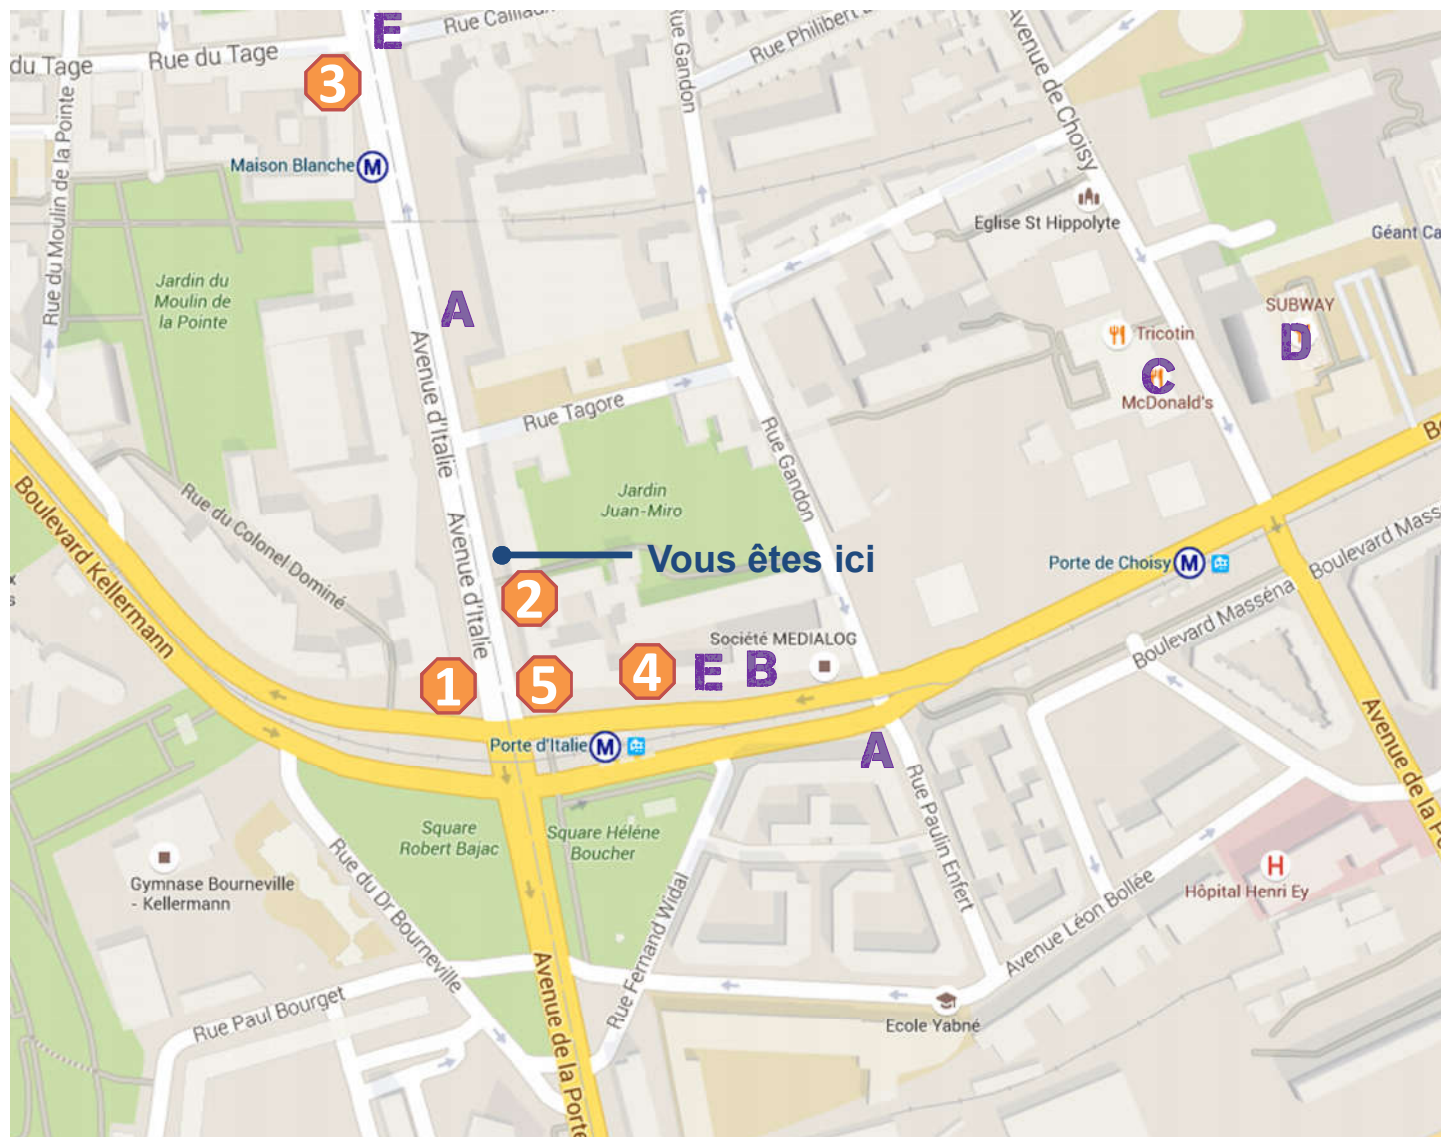 E
Rue Caillaux
Rue du Tage
du Tage
3
Rue Gandon
Rue Philibert
Avenue de Choisy
Maison Blanche M
Rue du Moulin de la Pointe
Eglise St Hippolyte
Géant Ca
Jardin du
Moulin de
la Pointe
A
SUBWAY
D
Tricotin
C
McDonald's
Avenue d'Italie
Rue Tagore
Rue Gandon
Jardin
Juan-Miro
Boulevard Kellermann
Rue du Colonel Dominé
Avenue d'Italie
Vous êtes ici
Porte de Choisy M
Boulevard Mass
Boulevard Masséna
2
Société MEDIALOG
1
5
4
E
B
Porte d'Italie M
A
Avenue de la Po
Rue Paulin Enfert
Square
Robert Bajac
Square Héléne
Boucher
Gymnase Bourneville
- Kellermann
Rue du Dr Bourneville
Rue Fernand Widal
H
Hôpital Henri Ey
Avenue Léon Bollée
Avenue de la Porte
Rue Paul Bourget
Ecole Yabné